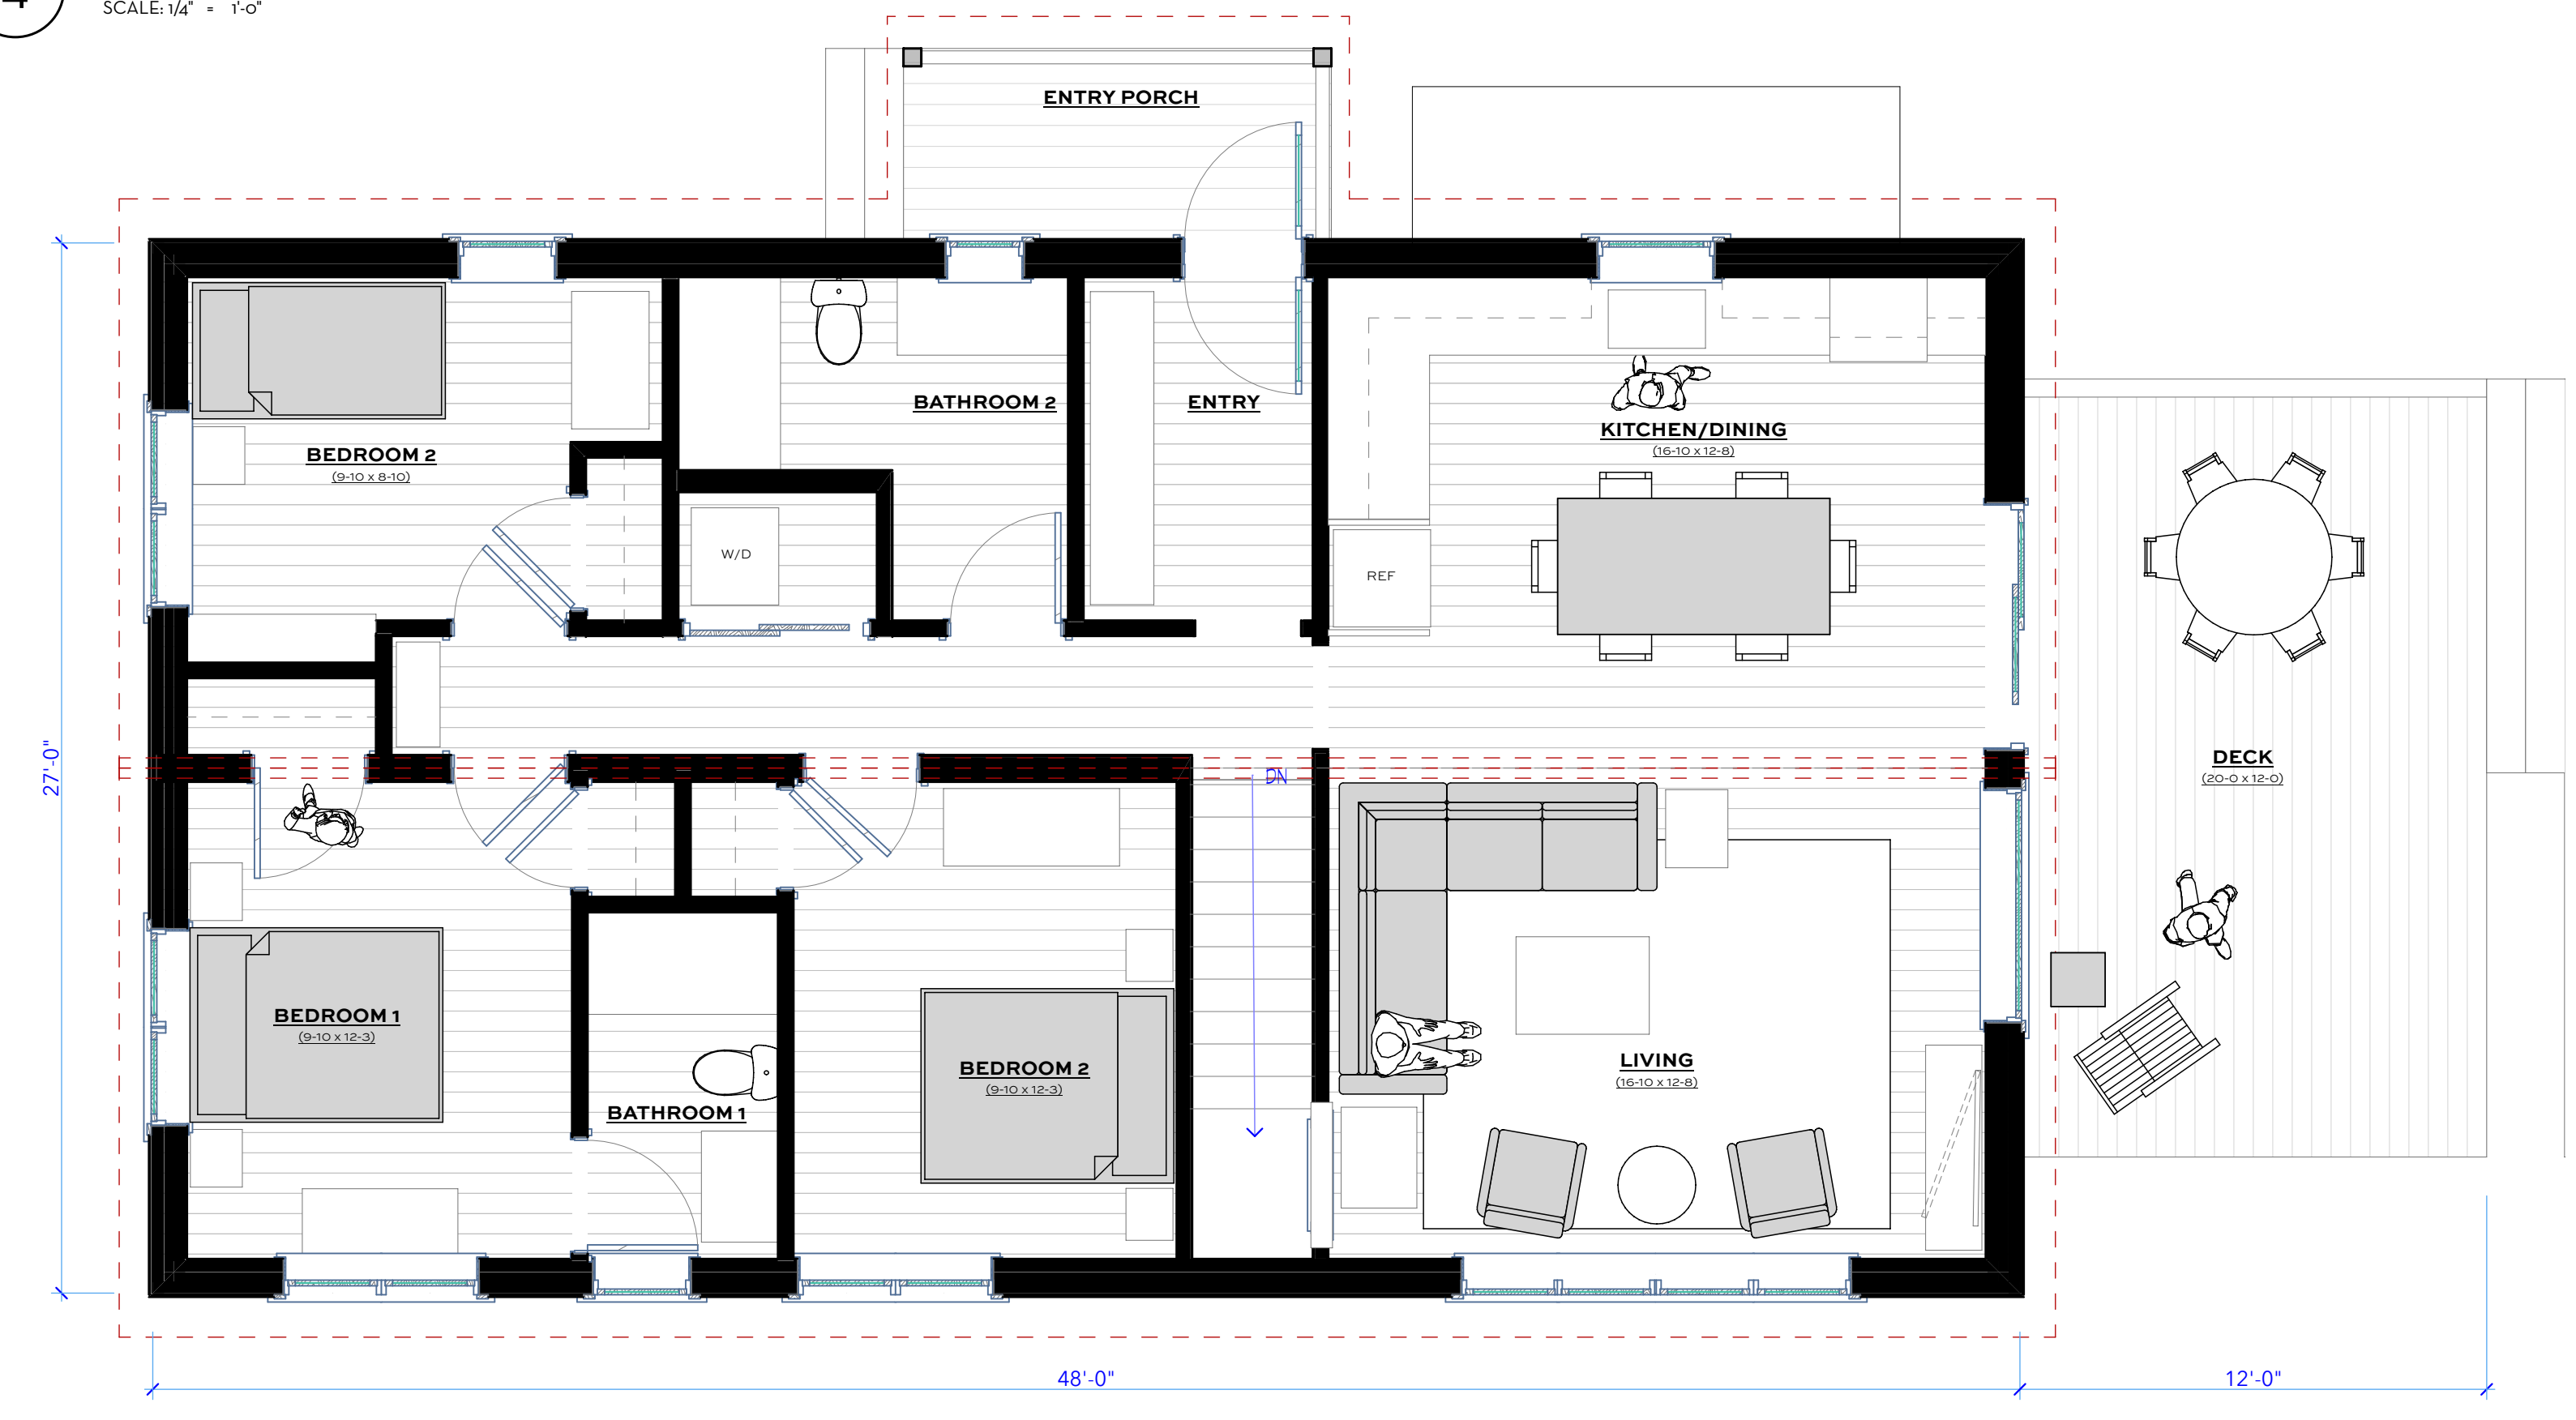 SCALE: 1/4" = 1'-0"
ENTRY PORCH
BATHROOM 2
ENTRY
KITCHEN/DINING
(16-10 x 12-8)
BEDROOM 2
(9-10 x 8-10)
W/D
REF
27'-0"
DN
DECK
(20-0 x 12-0)
BEDROOM 1
(9-10 x 12-3)
BATHROOM 1
BEDROOM 2
(9-10 x 12-3)
LIVING
(16-10 x 12-8)
48'-0"
12'-0"